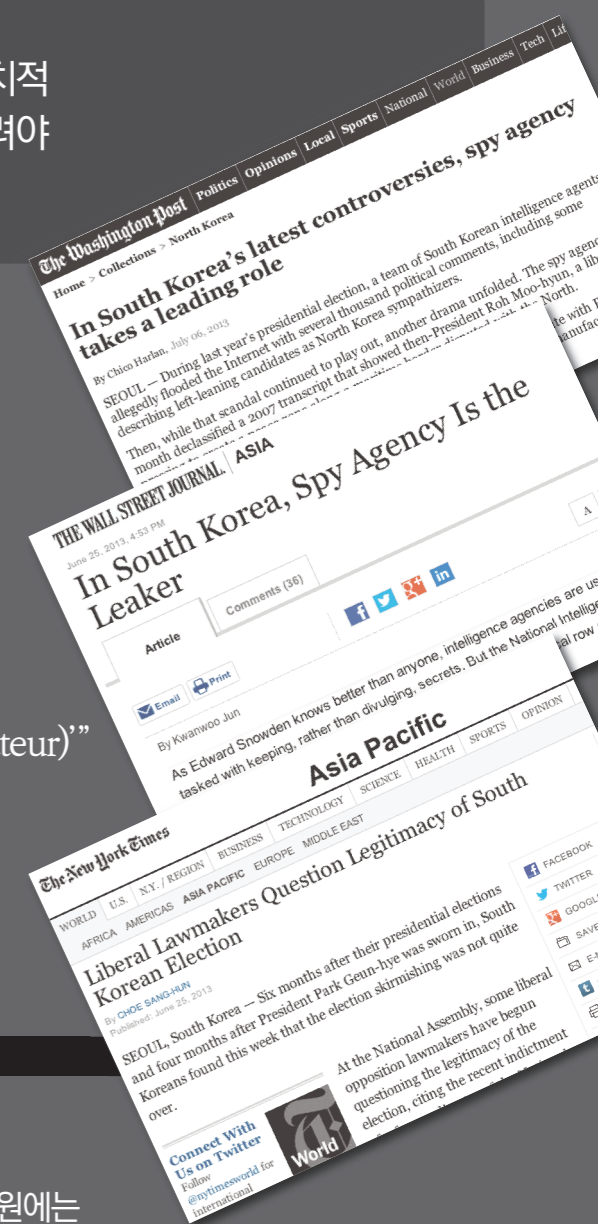 치적
려야
The Washington Post Politics Opinions Local Sports National World Business Tech
Home > Collections > North Korea
In South Korea's latest controversies, spy agency
takes a leading role
By Chico Harlan, July 06, 2013
SEOUL — During last year's presidential election, a team of South Korean intelligence agents
allegedly flooded the Internet with several thousand political comments, including some
describing left-leaning candidates as North Korea sympathizers.
Then, while that scandal continued to play out, another drama unfolded. The spy agency
month declassified a 2007 transcript that showed then-President Roh Moo-hyun, a
THE WALL STREET JOURNAL. ASIA
June 25, 2013, 4:53 PM
In South Korea, Spy Agency Is the
Leaker
Article
Comments (36)
A
Email
Print
By Kwanwoo Jun
As Edward Snowden knows better than anyone, intelligence agencies are
tasked with keeping, rather than divulging, secrets. But the National
teur)'”
The New York Times
Asia Pacific
WORLD U.S. N.Y. / REGION BUSINESS TECHNOLOGY SCIENCE HEALTH SPORTS OPINION
AFRICA AMERICAS ASIA PACIFIC EUROPE MIDDLE EAST
Liberal Lawmakers Question Legitimacy of South
Korean Election
By CHOE SANG-HUN
Published: June 25, 2013
FACEBOOK
TWITTER
SEOUL, South Korea — Six months after their presidential elections
and four months after President Park Geun-hye was sworn in, South
Koreans found this week that the election skirmishing was not quite
over.
At the National Assembly, some liberal
opposition lawmakers have begun
questioning the legitimacy of the
election, citing the recent indictment
Connect With
Us on Twitter
Follow
@nytimesworld for
international
World
원에는